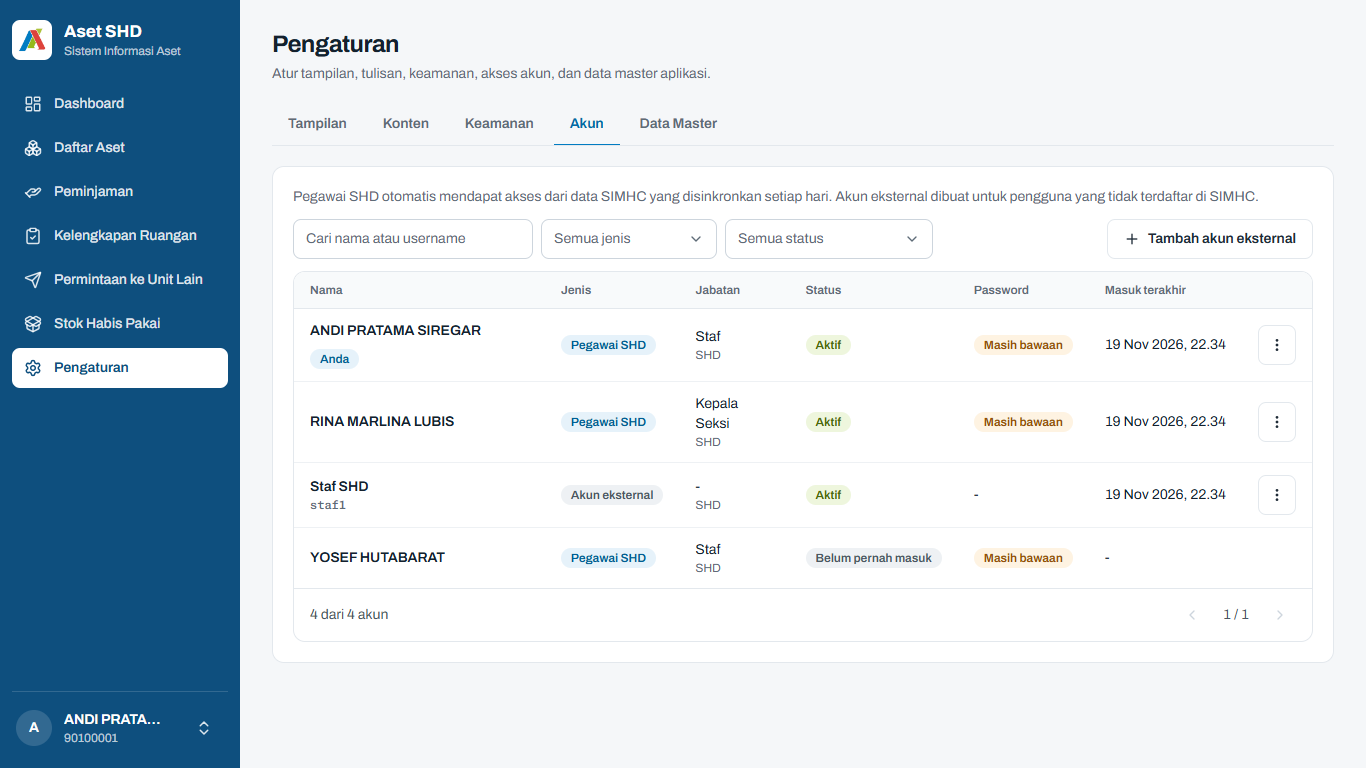 Aset SHD
Sistem Informasi Aset
Dashboard
Daftar Aset
Peminjaman
Kelengkapan Ruangan
Permintaan ke Unit Lain
Stok Habis Pakai
Pengaturan
A
ANDI PRATA...
90100001
Pengaturan
Atur tampilan, tulisan, keamanan, akses akun, dan data master aplikasi.
Tampilan Konten Keamanan Akun Data Master
Pegawai SHD otomatis mendapat akses dari data SIMHC yang disinkronkan setiap hari. Akun eksternal dibuat untuk pengguna yang tidak terdaftar di SIMHC.
Cari nama atau username Semua jenis Semua status + Tambah akun eksternal
Nama Jenis Jabatan Status Password Masuk terakhir
ANDI PRATAMA SIREGAR
Anda
Pegawai SHD
Staf
SHD
Aktif
Masih bawaan
19 Nov 2026, 22.34
RINA MARLINA LUBIS
Pegawai SHD
Kepala
Seksi
SHD
Aktif
Masih bawaan
19 Nov 2026, 22.34
Staf SHD
staf1
Akun eksternal
-
SHD
Aktif
-
19 Nov 2026, 22.34
YOSEF HUTABARAT
Pegawai SHD
Staf
SHD
Belum pernah masuk
Masih bawaan
-
4 dari 4 akun
1 / 1